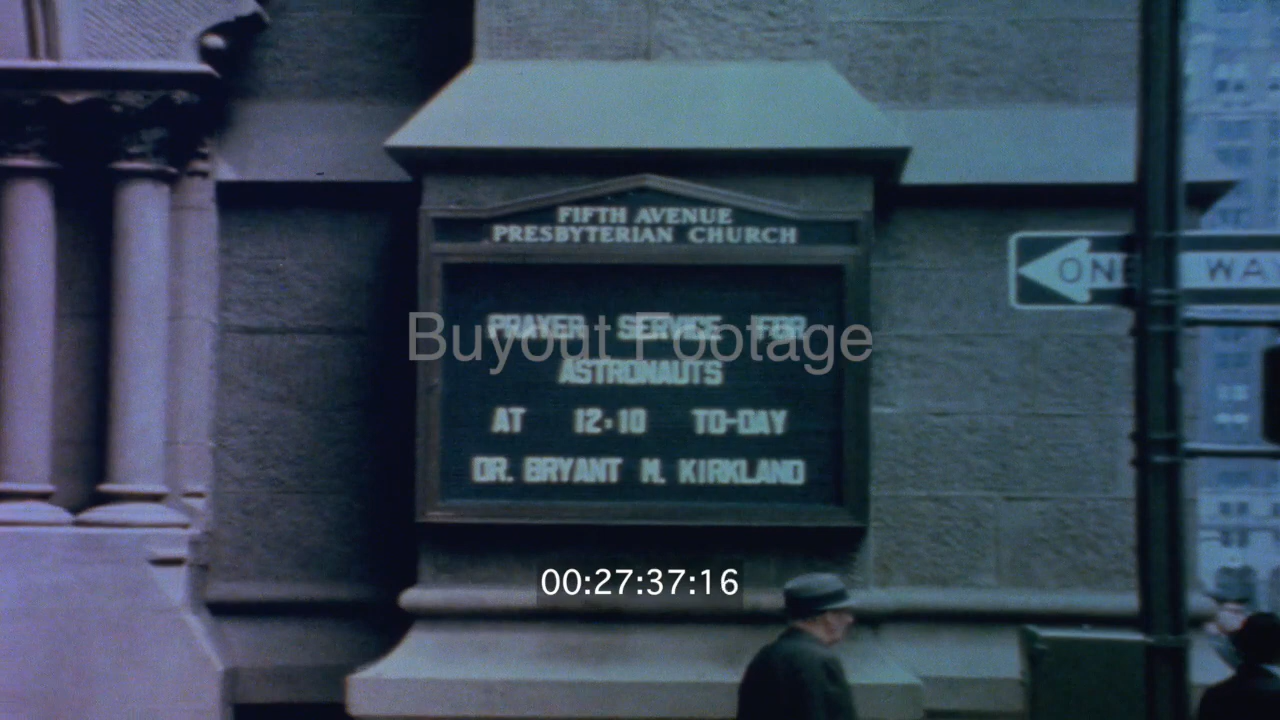 FIFTH AVENUE
PRESBYTERIAN CHURCH
ONE WAY
PRAYER SERVICE FOR
Buyout Footage
ASTRONAUTS
AT 12:10 TO-DAY
DR. BRYANT M. KIRKLAND
00:27:37:16